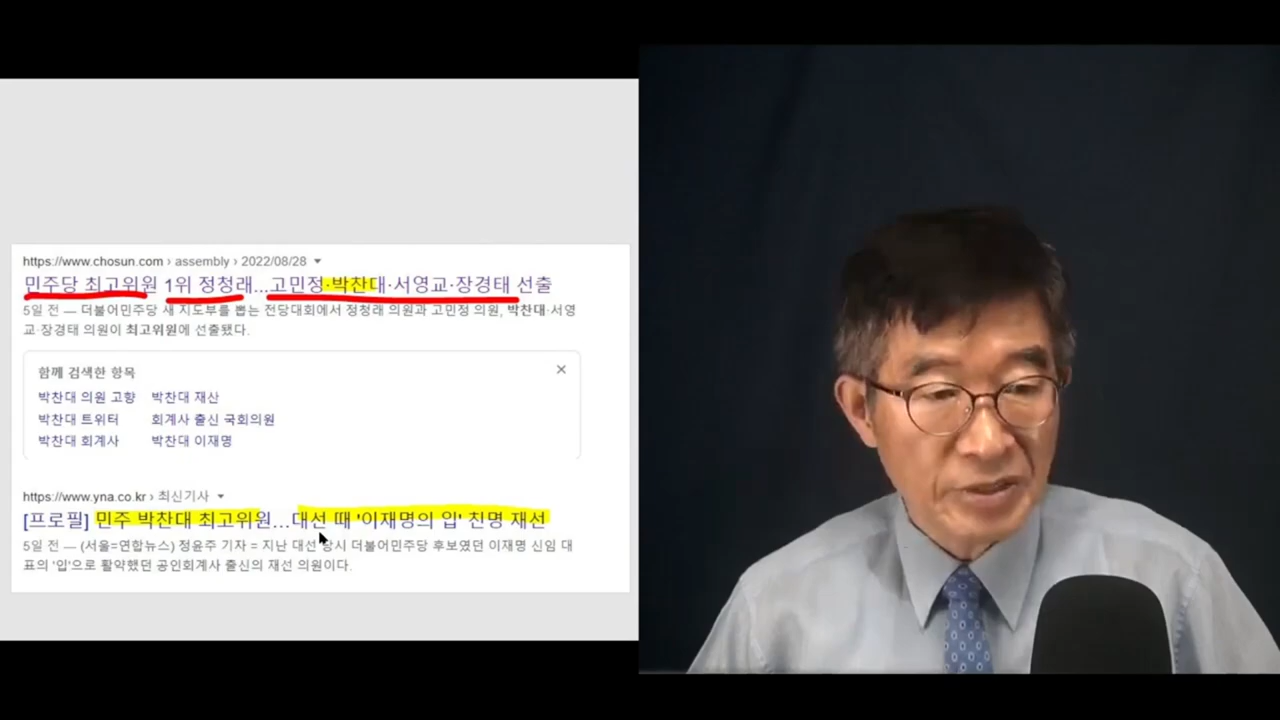 https://www.chosun.com › assembly › 2022/08/28
민주당 최고위원 1위 정청래...고민정·박찬대·서영교·장경태 선출
5일 전 — 더불어민주당 새 지도부를 뽑는 전당대회에서 정청래 의원과 고민정 의원, 박찬대·서영
교·장경태 의원이 최고위원에 선출됐다.
함께 검색한 항목
박찬대 의원 고향 박찬대 재산
박찬대 트위터 회계사 출신 국회의원
박찬대 회계사 박찬대 이재명
https://www.yna.co.kr › 최신기사
[프로필] 민주 박찬대 최고위원...대선 때 '이재명의 입' 친명 재선
5일 전 — (서울=연합뉴스) 정윤주 기자 = 지난 대선 당시 더불어민주당 후보였던 이재명 신임 대
표의 '입'으로 활약했던 공인회계사 출신의 재선 의원이다.